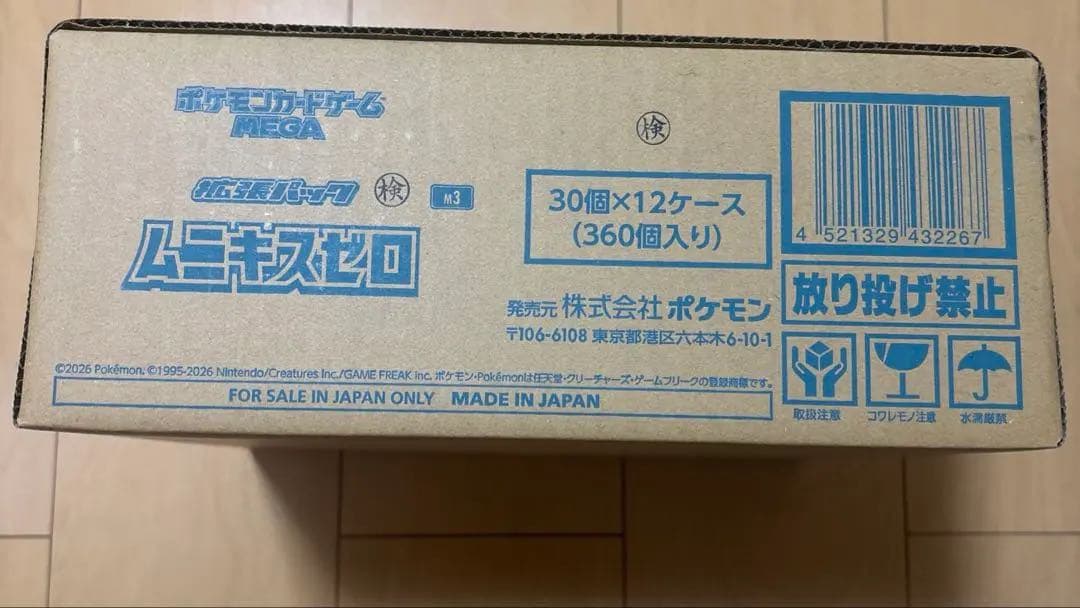 ポケモンカードゲーム
MEGA
拡張パック 検 M3
ムニキスゼロ
検
30個×12ケース
(360個入り)
発売元 株式会社 ポケモン
〒106-6108 東京都港区六本木6-10-1
©2026 Pokémon. ©1995-2026 Nintendo/Creatures Inc./GAME FREAK inc. ポケモン・Pokémonは任天堂・クリーチャーズ・ゲームフリークの登録商標です。
FOR SALE IN JAPAN ONLY MADE IN JAPAN
4 521329 432267
放り投げ禁止
取扱注意 コワレモノ注意 水濡厳禁